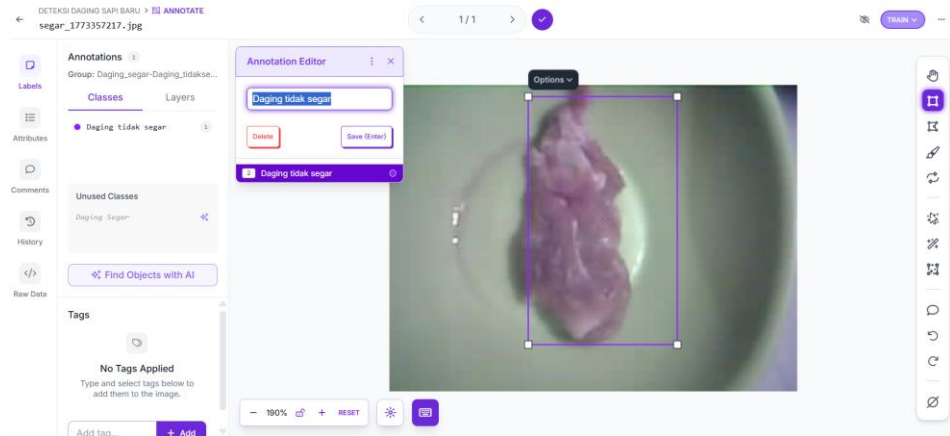 DETEKSI DAGING SAPI BARU > ANNOTATE
segar_1773357217.jpg
1 / 1
TRAIN
Labels
Attributes
Comments
History
Raw Data
Annotations 1
Group: Daging_segar-Daging_tidakse...
Classes Layers
Daging tidak segar 1
Unused Classes
Daging Segar
Find Objects with AI
Tags
No Tags Applied
Type and select tags below to
add them to the image.
Add tag... + Add
Annotation Editor
Daging tidak segar
Delete Save (Enter)
2 Daging tidak segar
Options
− 190% + RESET